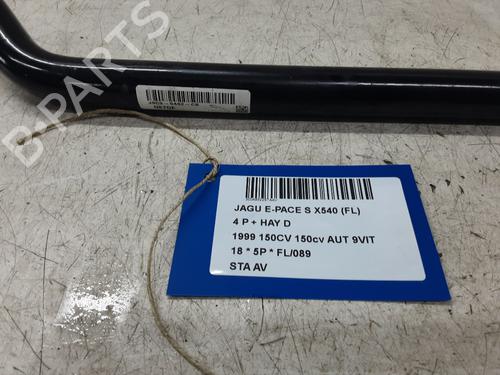 B-PARTS
JAGU E-PACE S X540 (FL)
4 P + HAY D
1999 150CV 150cv AUT 9VIT
18 * 5P * FL/089
STA AV